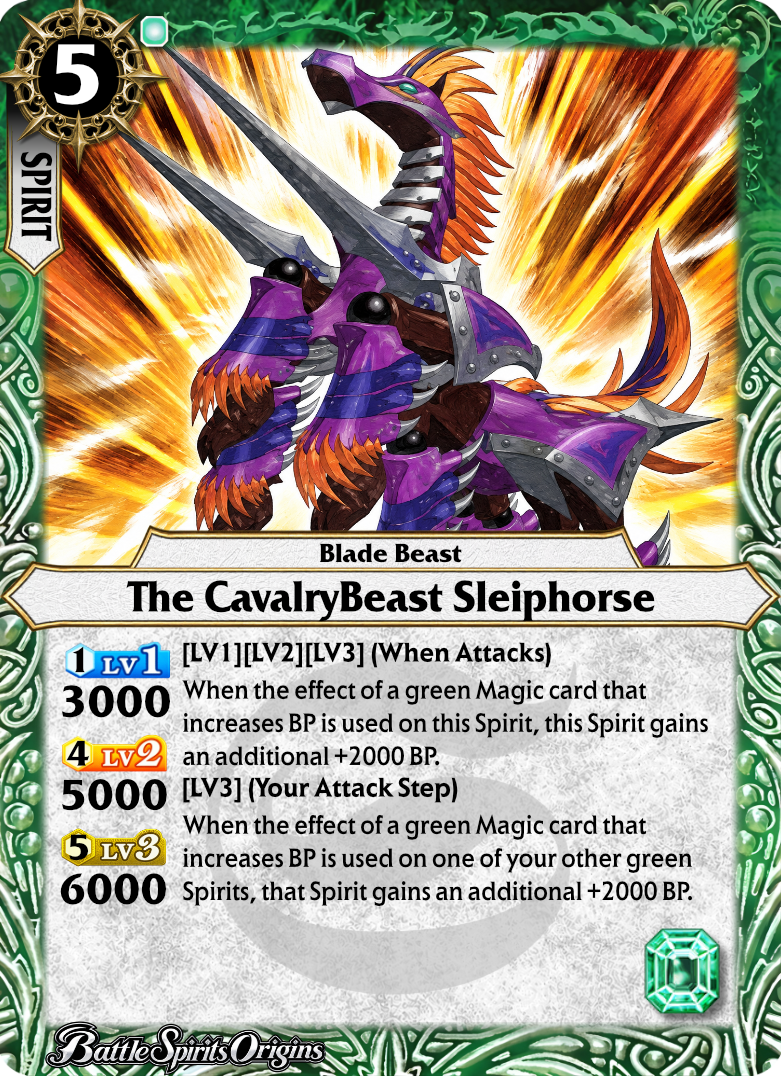 5
SPIRIT
Blade Beast
The CavalryBeast Sleiphorse
1 LV1
3000
4 LV2
5000
5 LV3
6000
[LV1][LV2][LV3] (When Attacks)
When the effect of a green Magic card that
increases BP is used on this Spirit, this Spirit gains
an additional +2000 BP.
[LV3] (Your Attack Step)
When the effect of a green Magic card that
increases BP is used on one of your other green
Spirits, that Spirit gains an additional +2000 BP.
Battle Spirits Origins